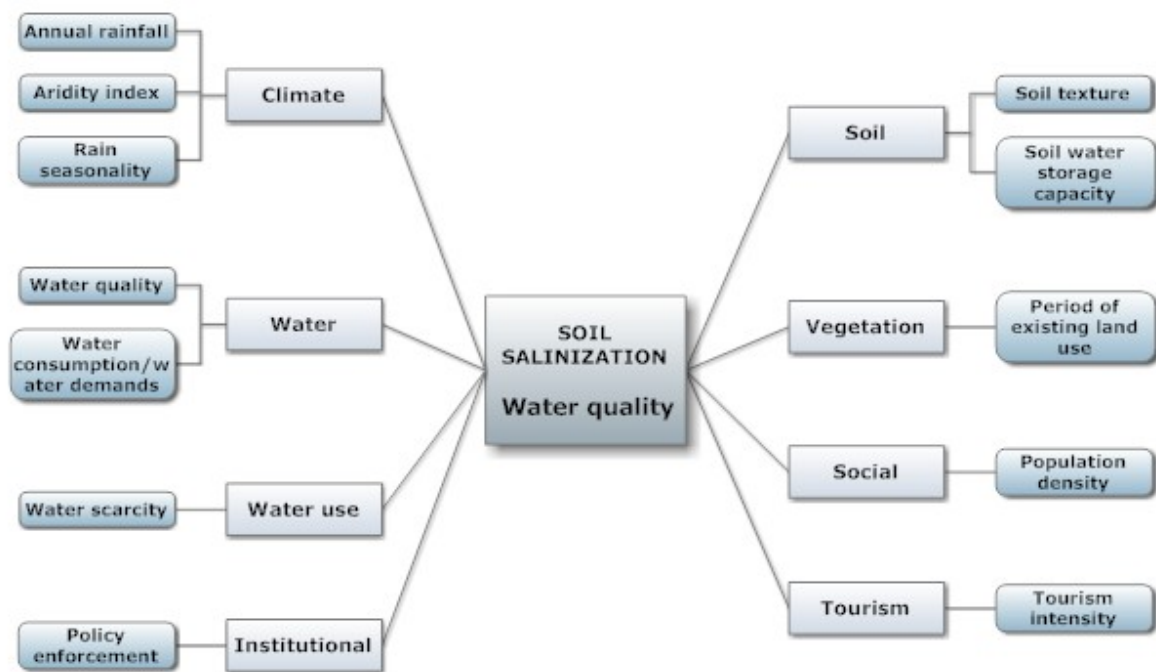 Annual rainfall
Aridity index
Rain
seasonality
Climate
Water quality
Water
consumption/w
ater demands
Water
Water scarcity
Water use
Policy
enforcement
Institutional
SOIL
SALINIZATION
Water quality
Soil
Soil texture
Soil water
storage
capacity
Vegetation
Period of
existing land
use
Social
Population
density
Tourism
Tourism
intensity